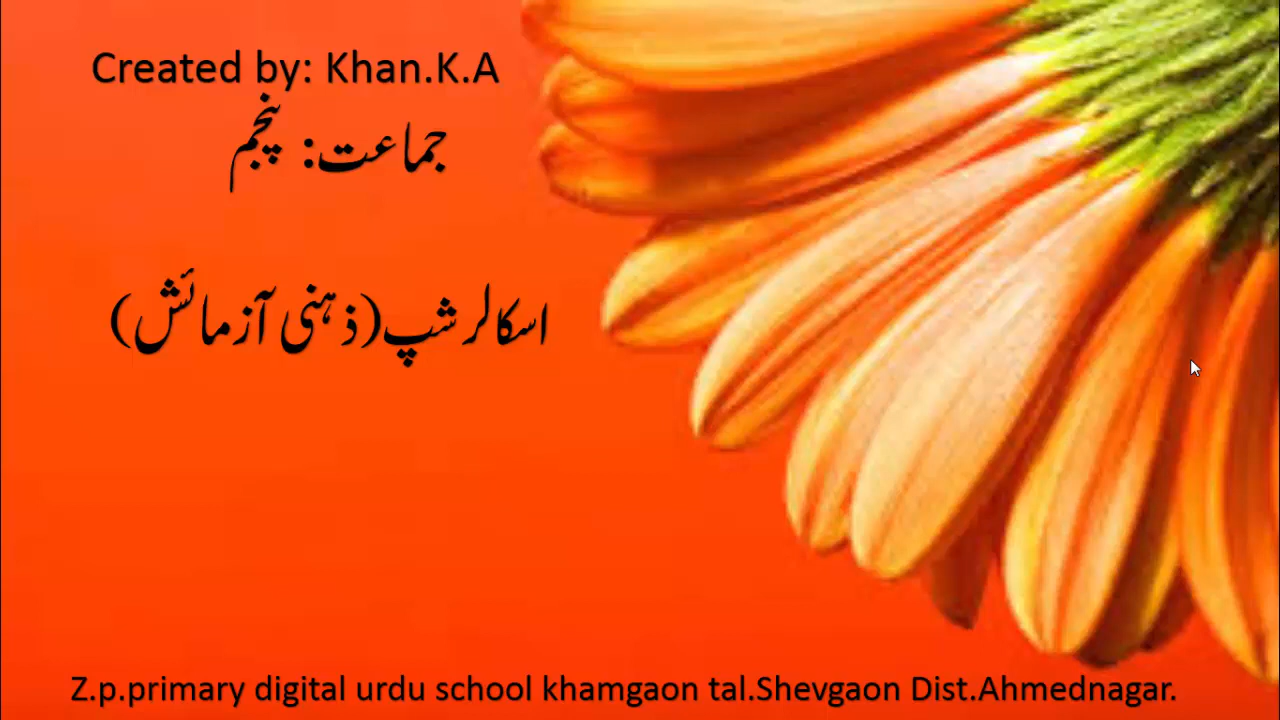 Created by: Khan.K.A
جماعت: پنجم
اسکالرشپ(ذہنی آزمائش)
Z.p.primary digital urdu school khamgaon tal.Shevgaon Dist.Ahmednagar.